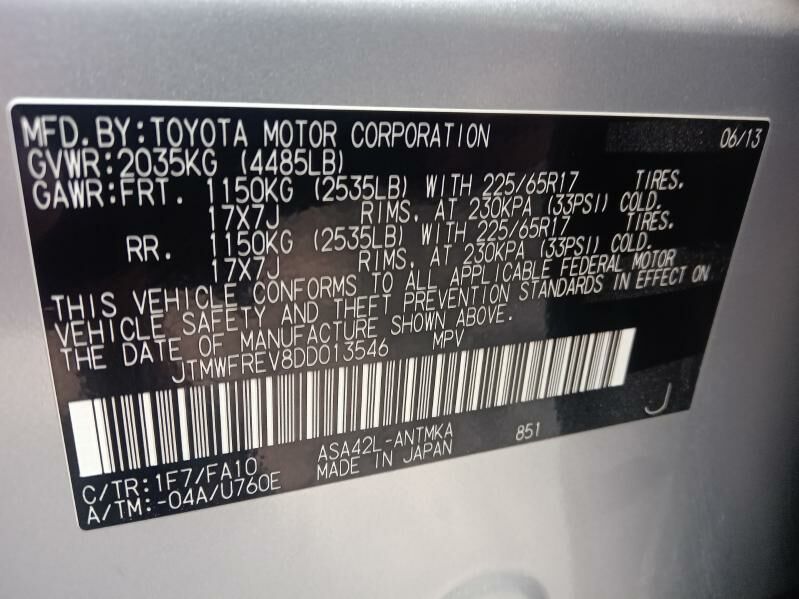 MFD.BY:TOYOTA MOTOR CORPORATION 06/13
GVWR:2035KG (4485LB)
GAWR:FRT. 1150KG (2535LB) WITH 225/65R17 TIRES.
17X7J RIMS, AT 230KPA (33PSI) COLD.
RR. 1150KG (2535LB) WITH 225/65R17 TIRES.
17X7J RIMS, AT 230KPA (33PSI) COLD.
THIS VEHICLE CONFORMS TO ALL APPLICABLE FEDERAL MOTOR
VEHICLE SAFETY AND THEFT PREVENTION STANDARDS IN EFFECT ON
THE DATE OF MANUFACTURE SHOWN ABOVE.
JTMWFREV8DD013546 MPV
J
ASA42L-ANTMKA 851
C/TR:1F7/FA10 MADE IN JAPAN
A/TM:-04A/U760E